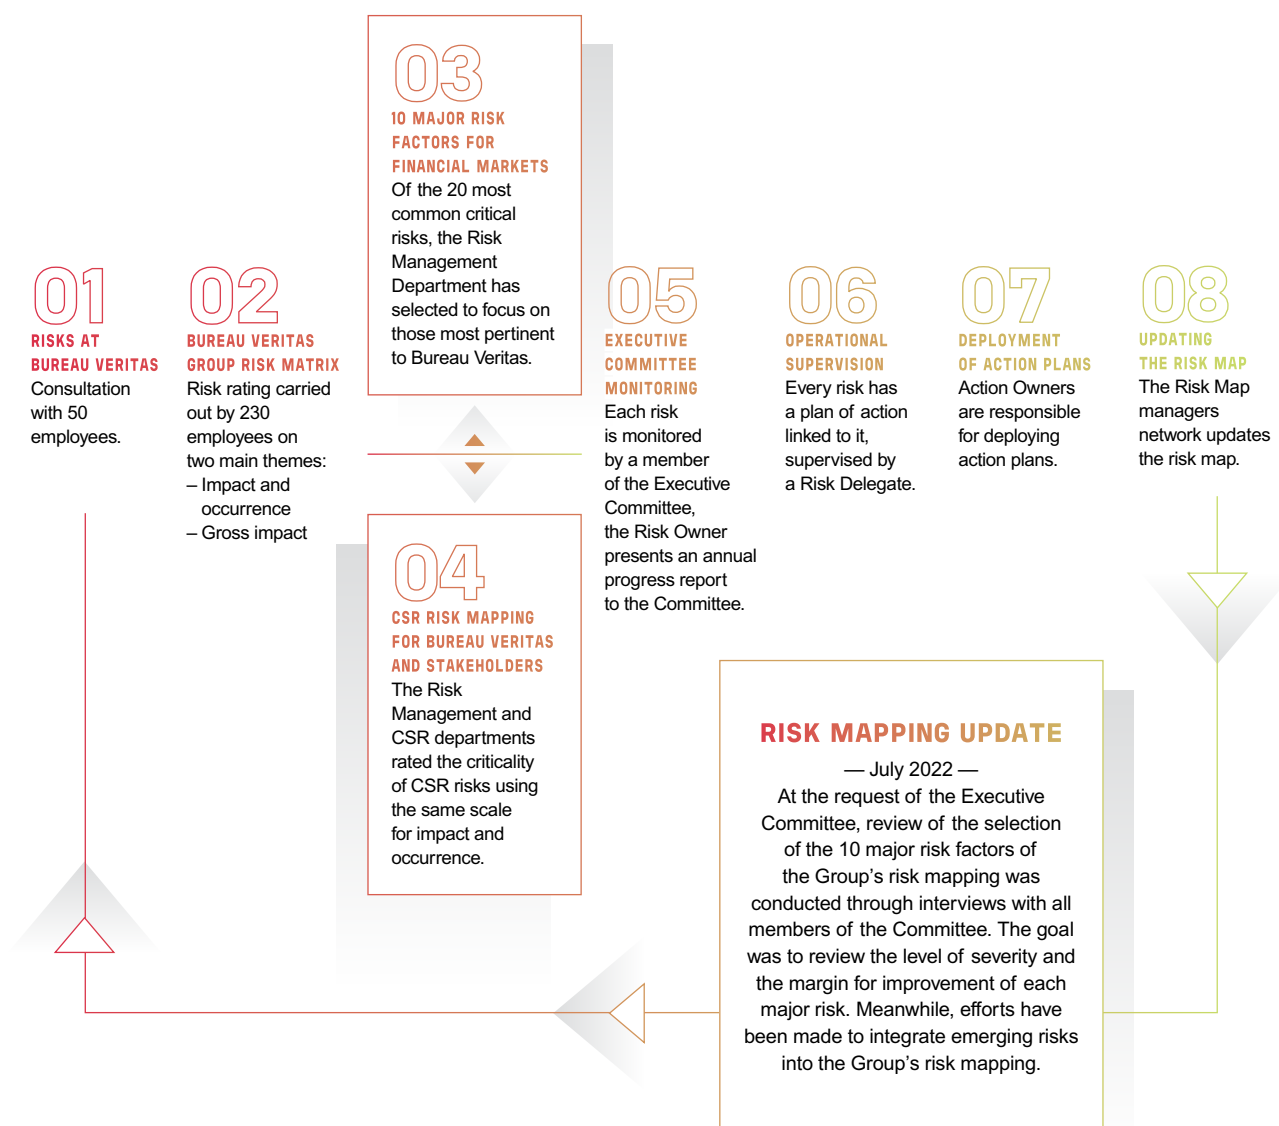 01
RISKS AT
BUREAU VERITAS
Consultation
with 50
employees.
02
BUREAU VERITAS
GROUP RISK MATRIX
Risk rating carried
out by 230
employees on
two main themes:
– Impact and
occurrence
– Gross impact
03
10 MAJOR RISK
FACTORS FOR
FINANCIAL MARKETS
Of the 20 most
common critical
risks, the Risk
Management
Department has
selected to focus on
those most pertinent
to Bureau Veritas.
04
CSR RISK MAPPING
FOR BUREAU VERITAS
AND STAKEHOLDERS
The Risk
Management and
CSR departments
rated the criticality
of CSR risks using
the same scale
for impact and
occurrence.
05
EXECUTIVE
COMMITTEE
MONITORING
Each risk
is monitored
by a member
of the Executive
Committee,
the Risk Owner
presents an annual
progress report
to the Committee.
06
OPERATIONAL
SUPERVISION
Every risk has
a plan of action
linked to it,
supervised by
a Risk Delegate.
07
DEPLOYMENT
OF ACTION PLANS
Action Owners
are responsible
for deploying
action plans.
08
UPDATING
THE RISK MAP
The Risk Map
managers
network updates
the risk map.
RISK MAPPING UPDATE
— July 2022 —
At the request of the Executive
Committee, review of the selection
of the 10 major risk factors of
the Group’s risk mapping was
conducted through interviews with all
members of the Committee. The goal
was to review the level of severity and
the margin for improvement of each
major risk. Meanwhile, efforts have
been made to integrate emerging risks
into the Group’s risk mapping.